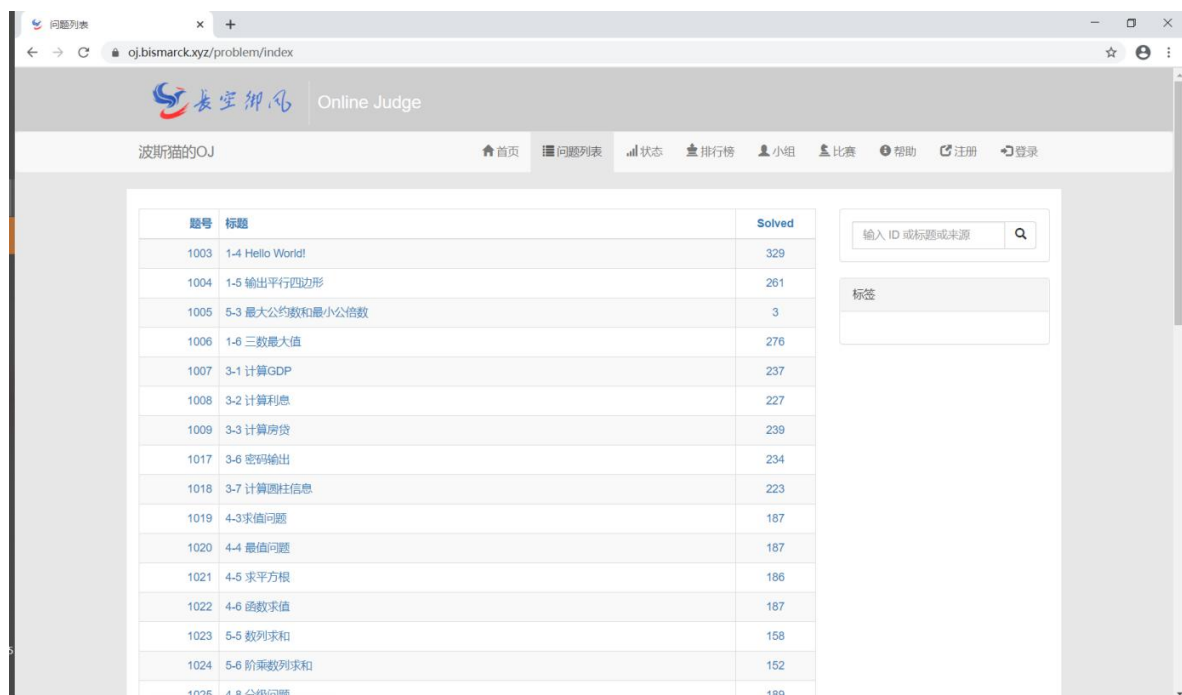 问题列表
oj.bismarck.xyz/problem/index
長空御风 Online Judge
波斯猫的OJ 首页 问题列表 状态 排行榜 小组 比赛 帮助 注册 登录
题号 标题 Solved
输入 ID 或标题或来源
1003 1-4 Hello World! 329
1004 1-5 输出平行四边形 261
标签
1005 5-3 最大公约数和最小公倍数 3
1006 1-6 三数最大值 276
1007 3-1 计算GDP 237
1008 3-2 计算利息 227
1009 3-3 计算房贷 239
1017 3-6 密码输出 234
1018 3-7 计算圆柱信息 223
1019 4-3求值问题 187
1020 4-4 最值问题 187
1021 4-5 求平方根 186
1022 4-6 函数求值 187
1023 5-5 数列求和 158
5
1024 5-6 阶乘数列求和 152
1025 4-8 分级问题 189